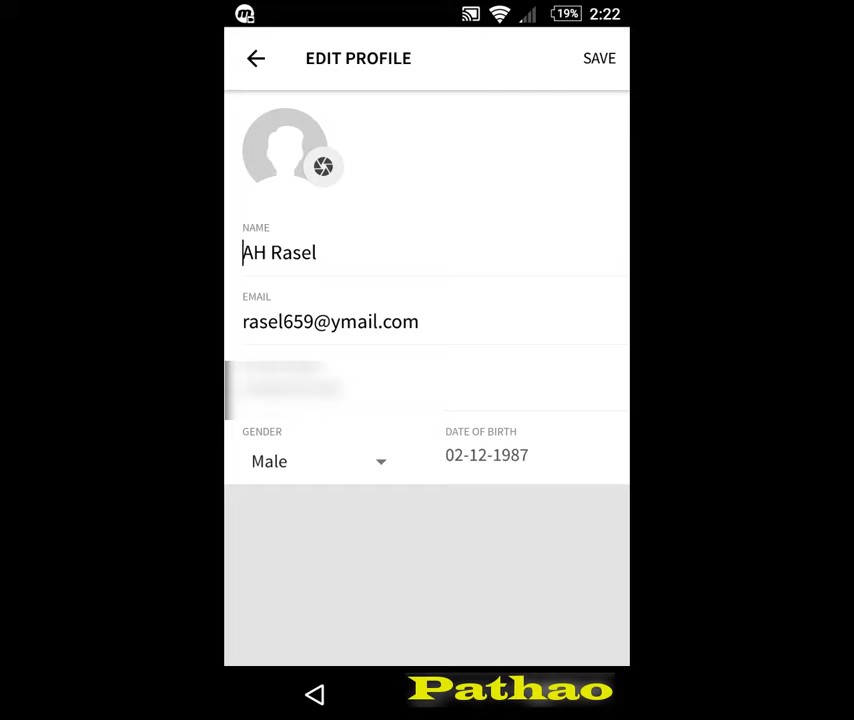 19% 2:22
EDIT PROFILE SAVE
NAME
AH Rasel
EMAIL
rasel659@ymail.com
GENDER DATE OF BIRTH
Male 02-12-1987
Pathao